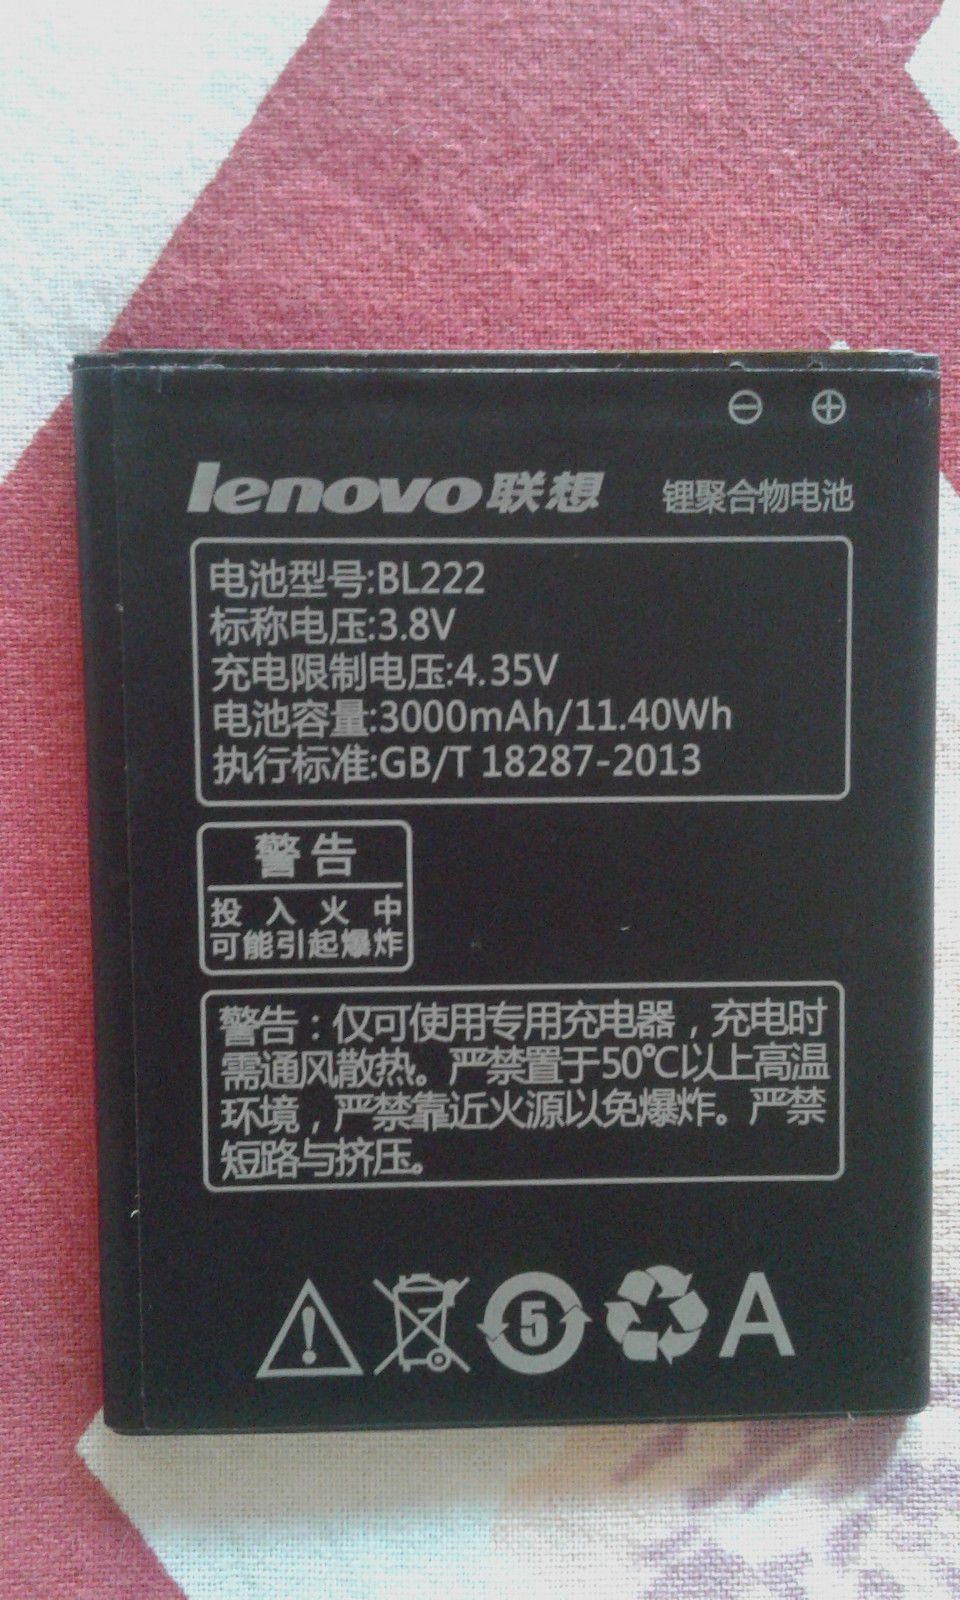 ⊖ ⊕
lenovo联想 锂聚合物电池
电池型号:BL222
标称电压:3.8V
充电限制电压:4.35V
电池容量:3000mAh/11.40Wh
执行标准:GB/T 18287-2013
警告
投入火中
可能引起爆炸
警告：仅可使用专用充电器，充电时
需通风散热。严禁置于50℃以上高温
环境，严禁靠近火源以免爆炸。严禁
短路与挤压。
5 A